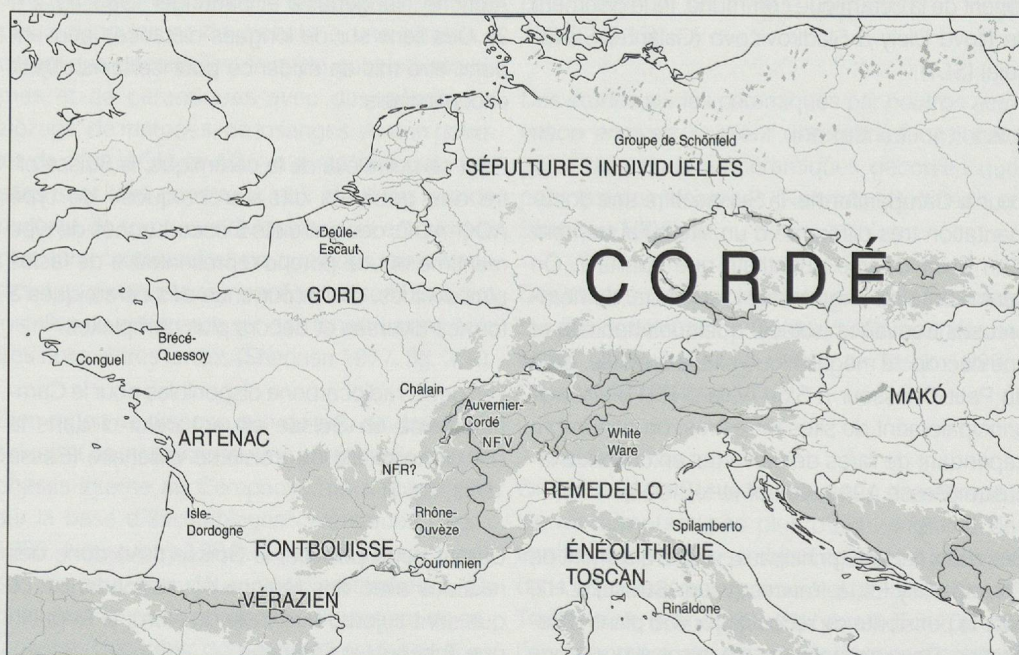 Groupe de Schönfeld
SÉPULTURES INDIVIDUELLES
Deûle-
Escaut
CORDÉ
GORD
Brécé-
Quessoy
Conguel
Chalain
Auvernier-
Cordé
NFV
MAKÓ
ARTENAC
White
Ware
NFR?
REMEDELLO
Isle-
Dordogne
Rhône-
Ouvèze
Spilamberto
FONTBOUISSE
Couronnien
ÉNÉOLITHIQUE
TOSCAN
VÉRAZIEN
Rinaldone